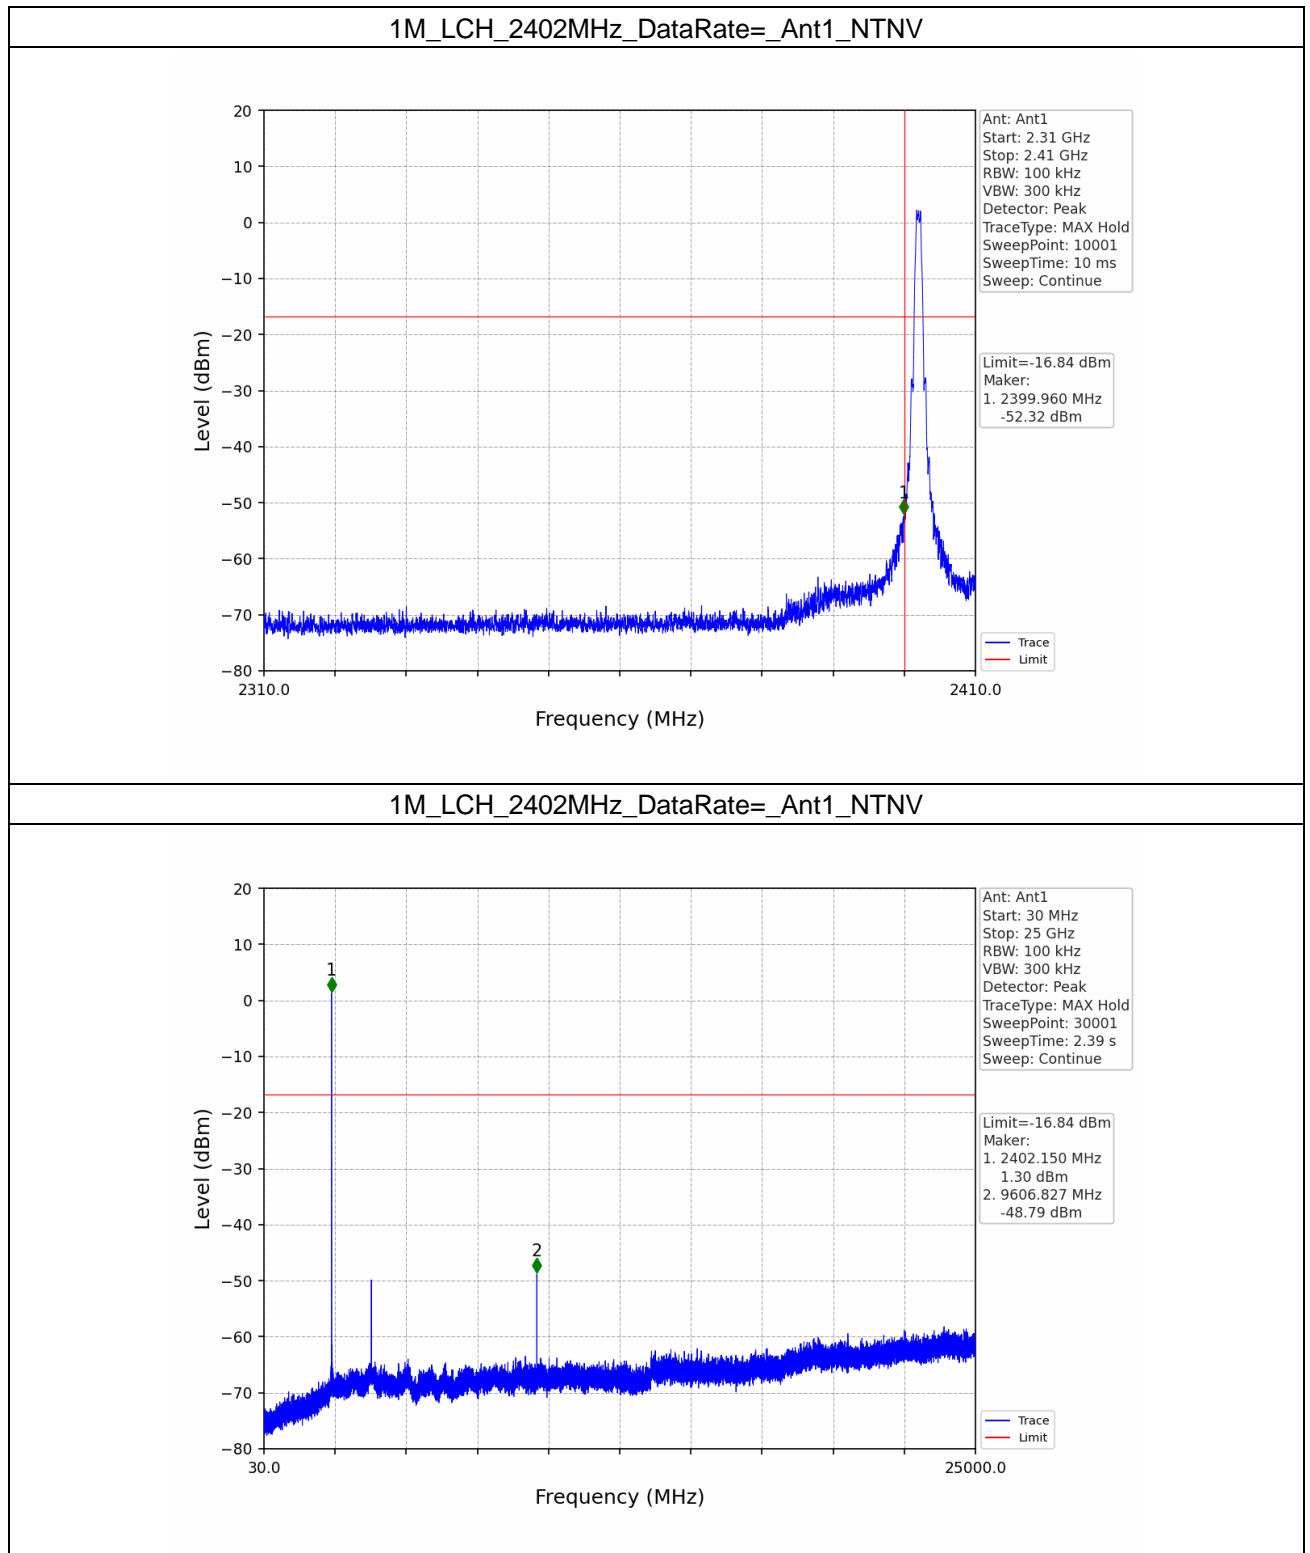 1M_LCH_2402MHz_DataRate=_Ant1_NTNV
20
10
0
−10
−20
−30
−40
−50
−60
−70
−80
Level (dBm)
2310.0
2410.0
Frequency (MHz)
1
Ant: Ant1
Start: 2.31 GHz
Stop: 2.41 GHz
RBW: 100 kHz
VBW: 300 kHz
Detector: Peak
TraceType: MAX Hold
SweepPoint: 10001
SweepTime: 10 ms
Sweep: Continue
Limit=-16.84 dBm
Maker:
1. 2399.960 MHz
-52.32 dBm
Trace
Limit
1M_LCH_2402MHz_DataRate=_Ant1_NTNV
20
10
0
−10
−20
−30
−40
−50
−60
−70
−80
Level (dBm)
30.0
25000.0
Frequency (MHz)
1
2
Ant: Ant1
Start: 30 MHz
Stop: 25 GHz
RBW: 100 kHz
VBW: 300 kHz
Detector: Peak
TraceType: MAX Hold
SweepPoint: 30001
SweepTime: 2.39 s
Sweep: Continue
Limit=-16.84 dBm
Maker:
1. 2402.150 MHz
1.30 dBm
2. 9606.827 MHz
-48.79 dBm
Trace
Limit